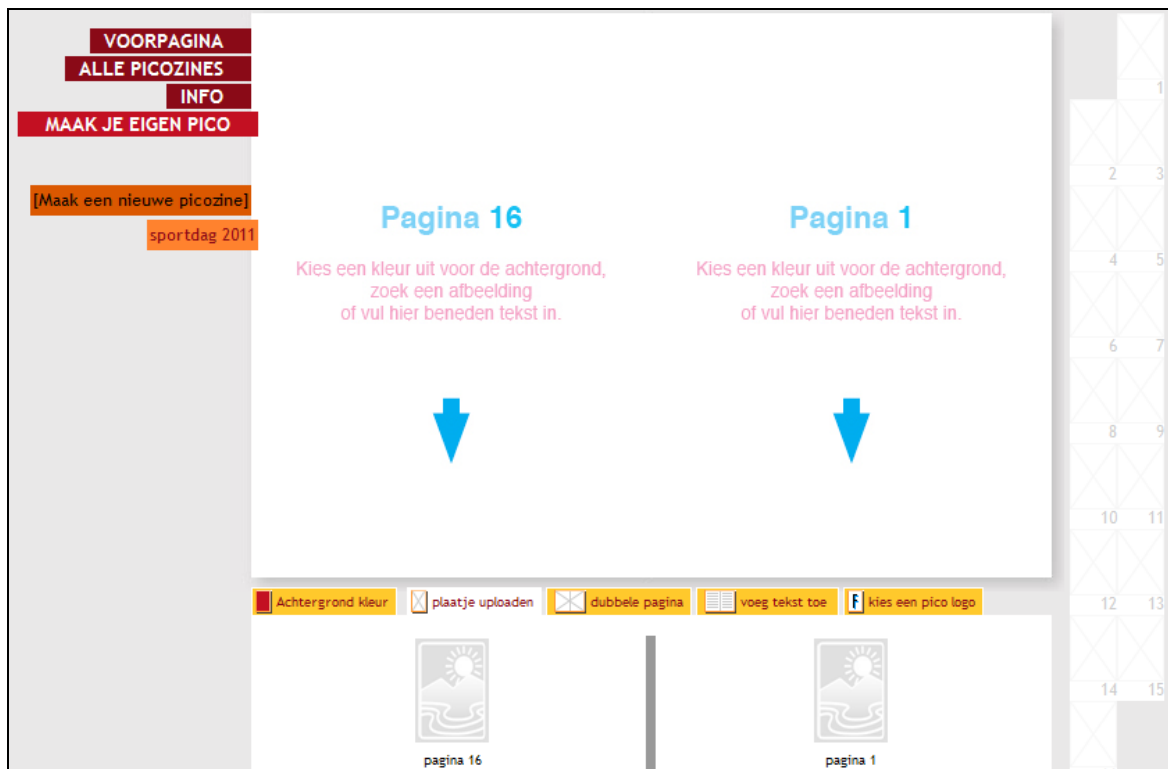 VOORPAGINA
ALLE PICOZINES
INFO
MAAK JE EIGEN PICO
[Maak een nieuwe picozine]
sportdag 2011
Pagina 16
Kies een kleur uit voor de achtergrond,
zoek een afbeelding
of vul hier beneden tekst in.
Pagina 1
Kies een kleur uit voor de achtergrond,
zoek een afbeelding
of vul hier beneden tekst in.
Achtergrond kleur
plaatje uploaden
dubbele pagina
voeg tekst toe
F kies een pico logo
pagina 16
pagina 1
1
2 3
4 5
6 7
8 9
10 11
12 13
14 15